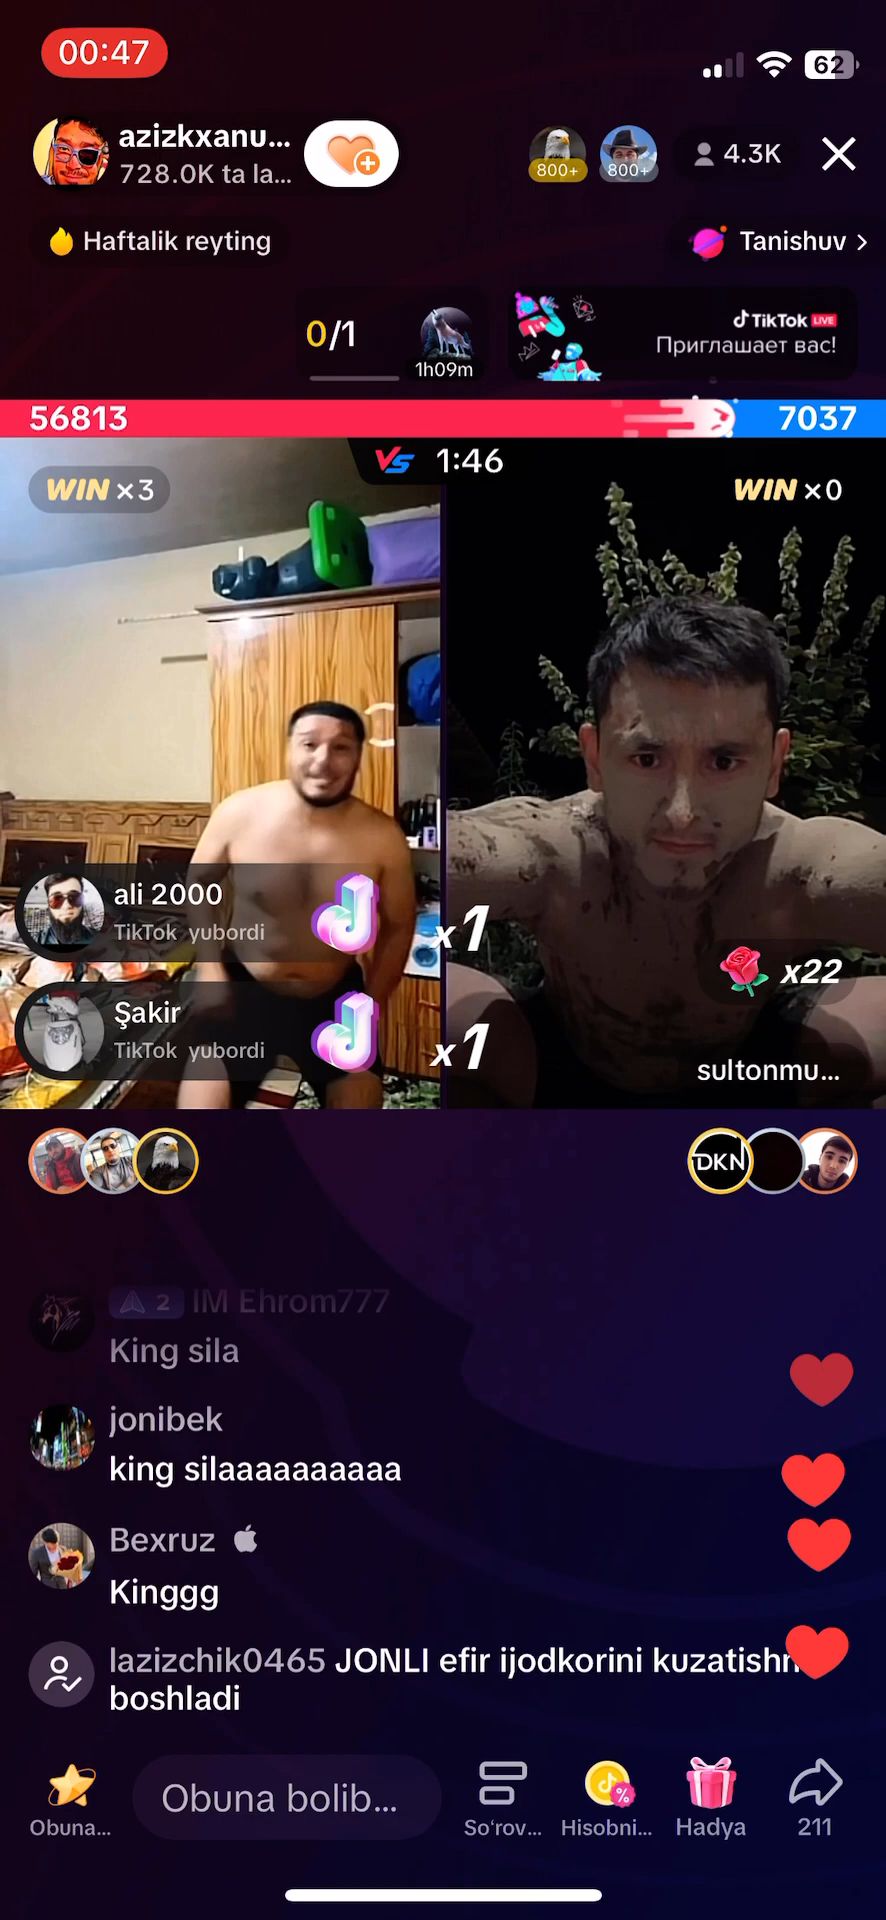 00:47
62
azizkxanu...
728.0K ta la...
800+
800+
4.3K
Haftalik reyting
Tanishuv
0/1
1h09m
TikTok LIVE
Приглашает вас!
56813
7037
VS 1:46
WIN x3
WIN x0
ali 2000
TikTok yubordi
x1
x22
Şakir
TikTok yubordi
x1
sultonmu...
DKN
2 IM Ehrom777
King sila
jonibek
king silaaaaaaaaaa
Bexruz
Kinggg
lazizchik0465 JONLI efir ijodkorini kuzatishn
boshladi
Obuna bolib...
Obuna...
So'rov...
Hisobni...
Hadya
211